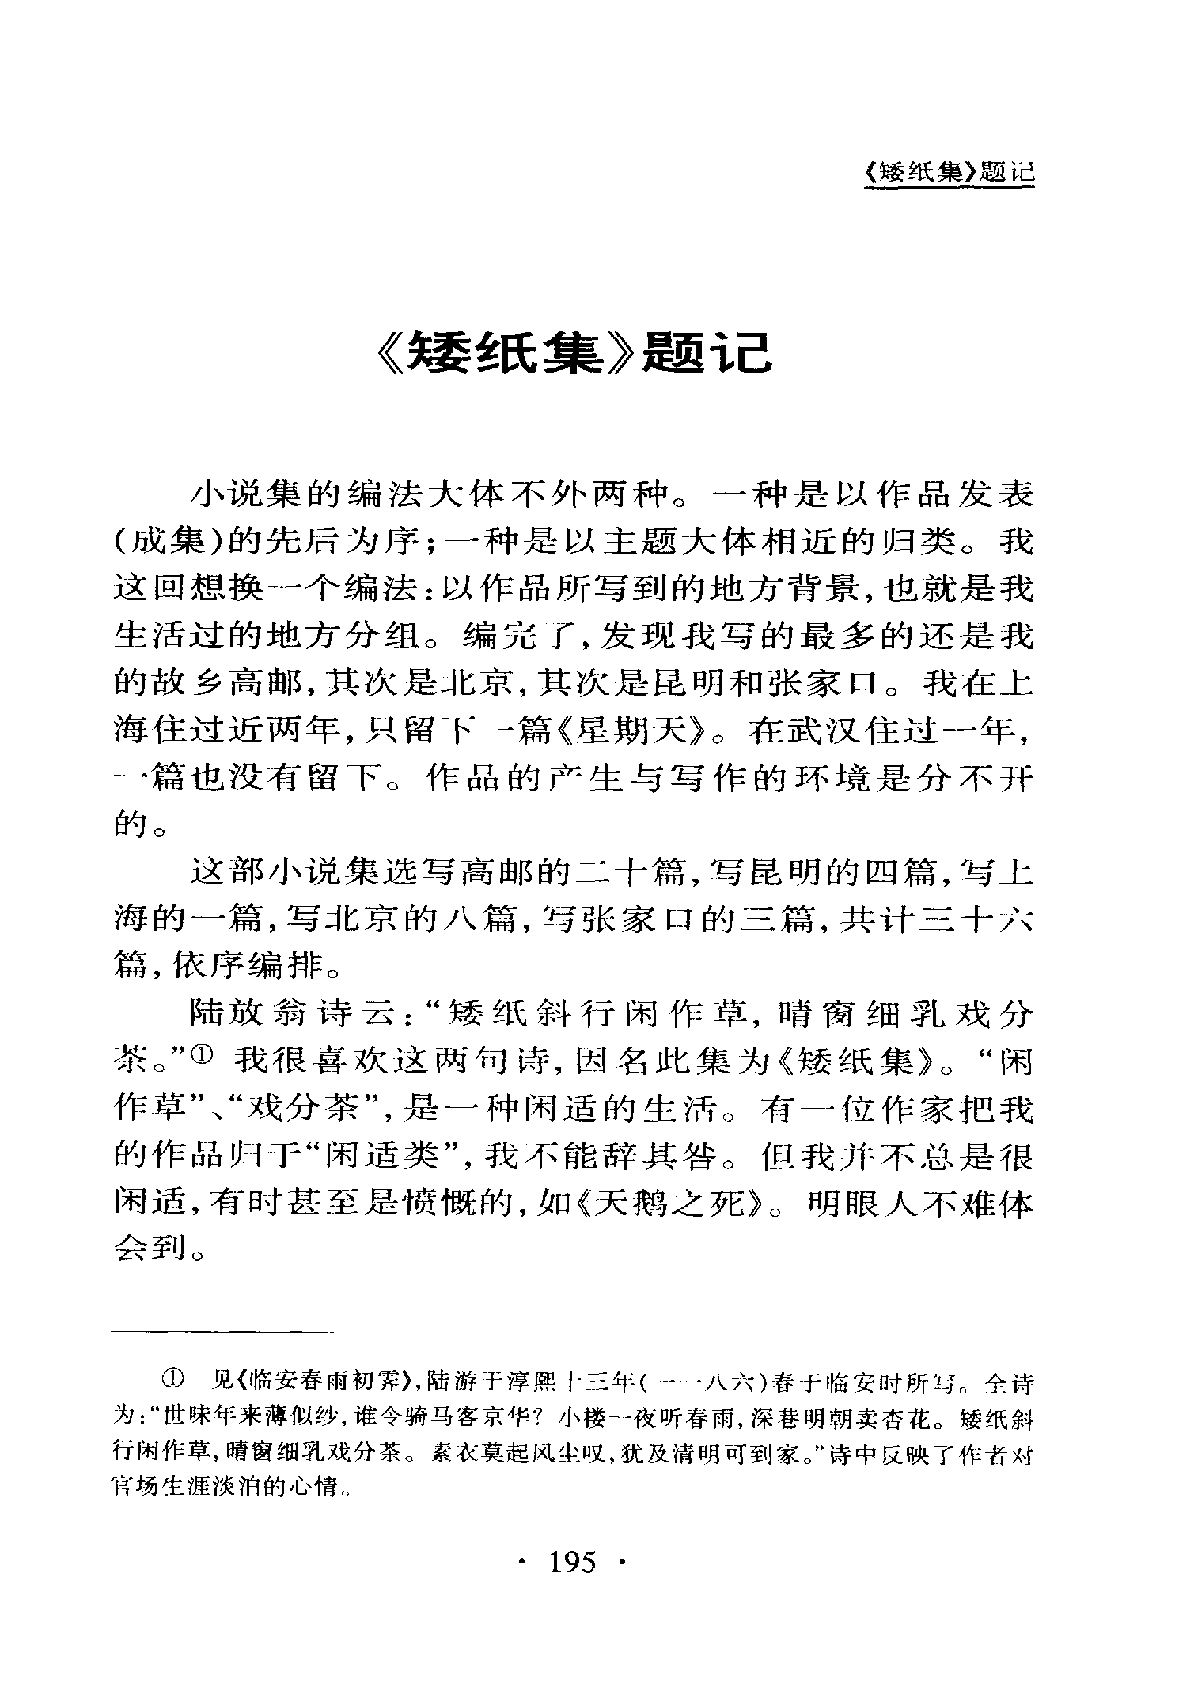 《矮纸集》题记
《矮纸集》题记
小说集的编法大体不外两种。一种是以作品发表
(成集)的先后为序;一种是以主题大体相近的归类。我
这回想换一个编法:以作品所写到的地方背景,也就是我
生活过的地方分组。编完了,发现我写的最多的还是我
的故乡高邮,其次是北京,其次是昆明和张家口。我在上
海住过近两年,只留下一篇《星期天》。在武汉住过一年,
一篇也没有留下。作品的产生与写作的环境是分不开
的。
这部小说集选写高邮的二十篇,写昆明的四篇,写上
海的一篇,写北京的八篇,写张家口的三篇,共计三十六
篇,依序编排。
陆放翁诗云:“矮纸斜行闲作草,晴窗细乳戏分
茶。”① 我很喜欢这两句诗,因名此集为《矮纸集》。“闲
作草”、“戏分茶”,是一种闲适的生活。有一位作家把我
的作品归于“闲适类”,我不能辞其咎。但我并不总是很
闲适,有时甚至是愤慨的,如《天鹅之死》。明眼人不难体
会到。
① 见《临安春雨初霁》,陆游于淳熙十三年(一一八六)春于临安时所写。全诗
为:“世味年来薄似纱,谁令骑马客京华?小楼一夜听春雨,深巷明朝卖杏花。矮纸斜
行闲作草,晴窗细乳戏分茶。素衣莫起风尘叹,犹及清明可到家。”诗中反映了作者对
官场生涯淡泊的心情。
· 195 ·